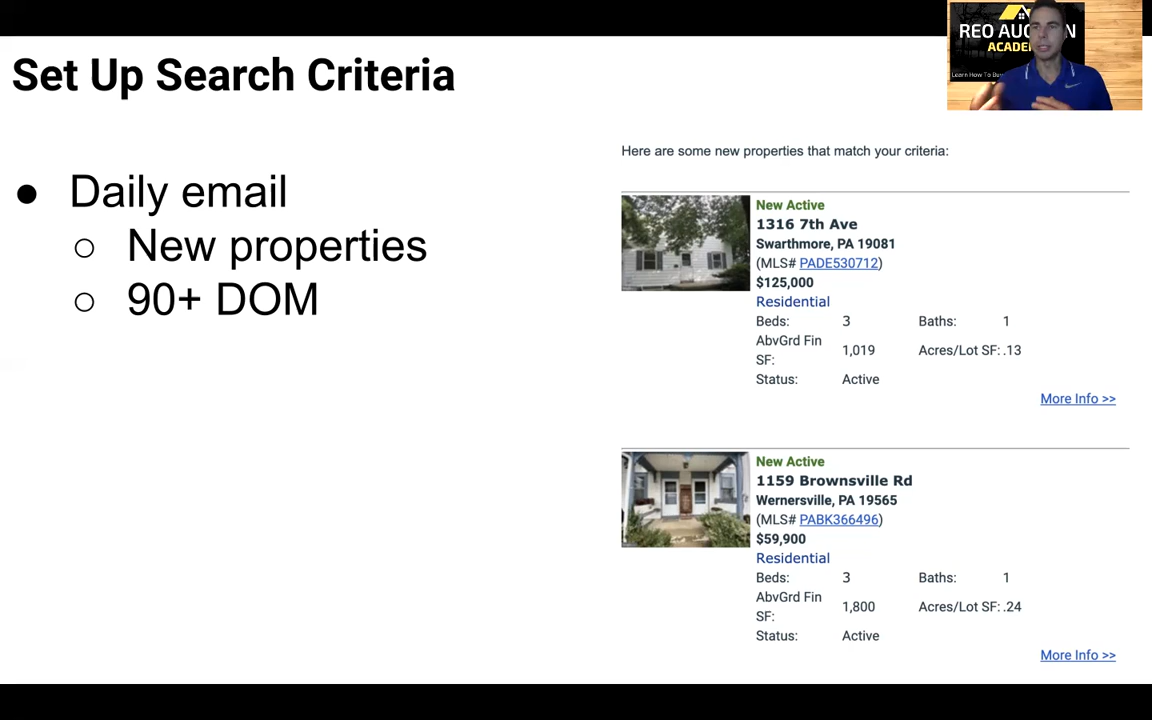 REO AUC N
ACADE
Set Up Search Criteria
● Daily email
○ New properties
○ 90+ DOM
Here are some new properties that match your criteria:
New Active
1316 7th Ave
Swarthmore, PA 19081
(MLS# PADE530712)
$125,000
Residential
Beds: 3 Baths: 1
AbvGrd Fin
SF: 1,019 Acres/Lot SF: .13
Status: Active
More Info >>
New Active
1159 Brownsville Rd
Wernersville, PA 19565
(MLS# PABK366496)
$59,900
Residential
Beds: 3 Baths: 1
AbvGrd Fin
SF: 1,800 Acres/Lot SF: .24
Status: Active
More Info >>